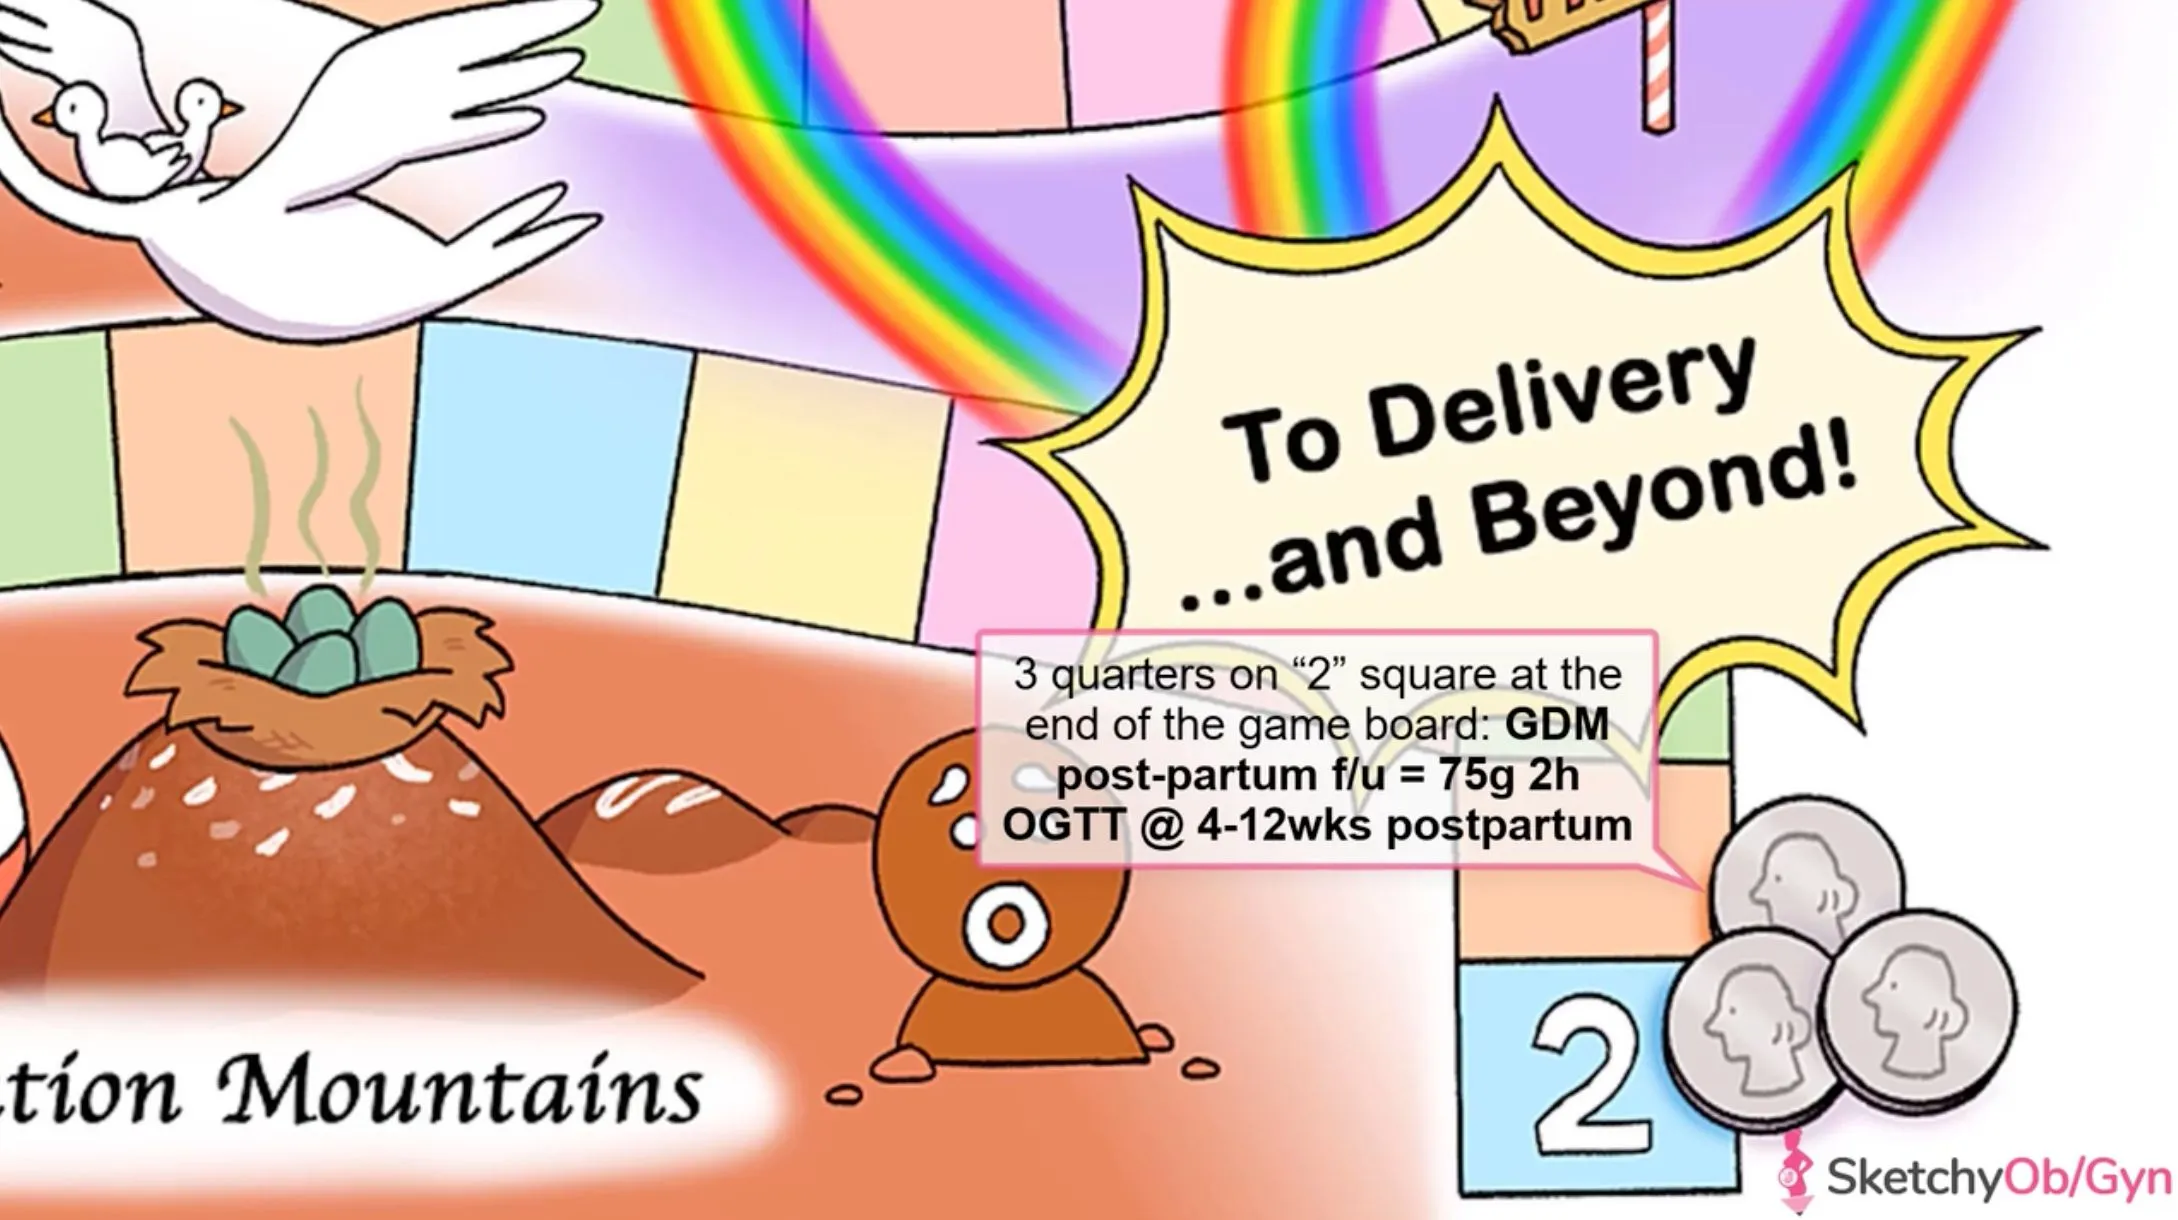 To Delivery
...and Beyond!
3 quarters on “2” square at the
end of the game board: GDM
post-partum f/u = 75g 2h
OGTT @ 4-12wks postpartum
tion Mountains
2
SketchyOb/Gyn